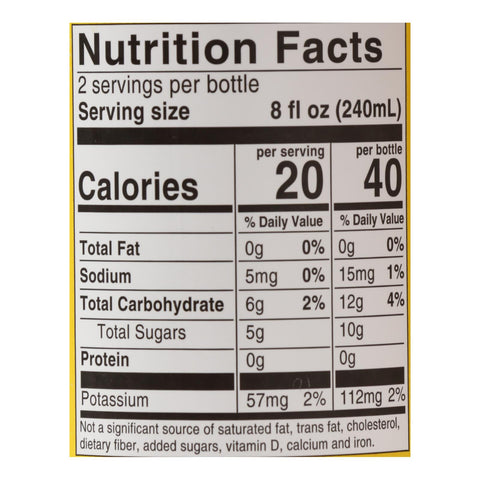 Nutrition Facts
2 servings per bottle
Serving size 8 fl oz (240mL)
per serving per bottle
Calories 20 40
% Daily Value % Daily Value
Total Fat 0g 0% 0g 0%
Sodium 5mg 0% 15mg 1%
Total Carbohydrate 6g 2% 12g 4%
Total Sugars 5g 10g
Protein 0g 0g
Potassium 57mg 2% 112mg 2%
Not a significant source of saturated fat, trans fat, cholesterol,
dietary fiber, added sugars, vitamin D, calcium and iron.